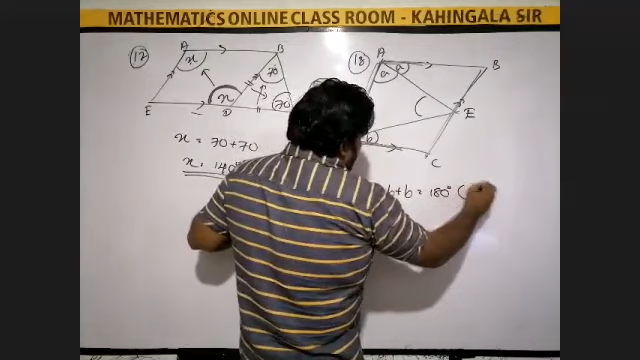 MATHEMATICS ONLINE CLASS ROOM - KAHINGALA SIR
17
A
B
x
70
x
70
E
D
x = 70+70
x = 140°
18
A
B
a
a
E
b
C
b+b = 180° (